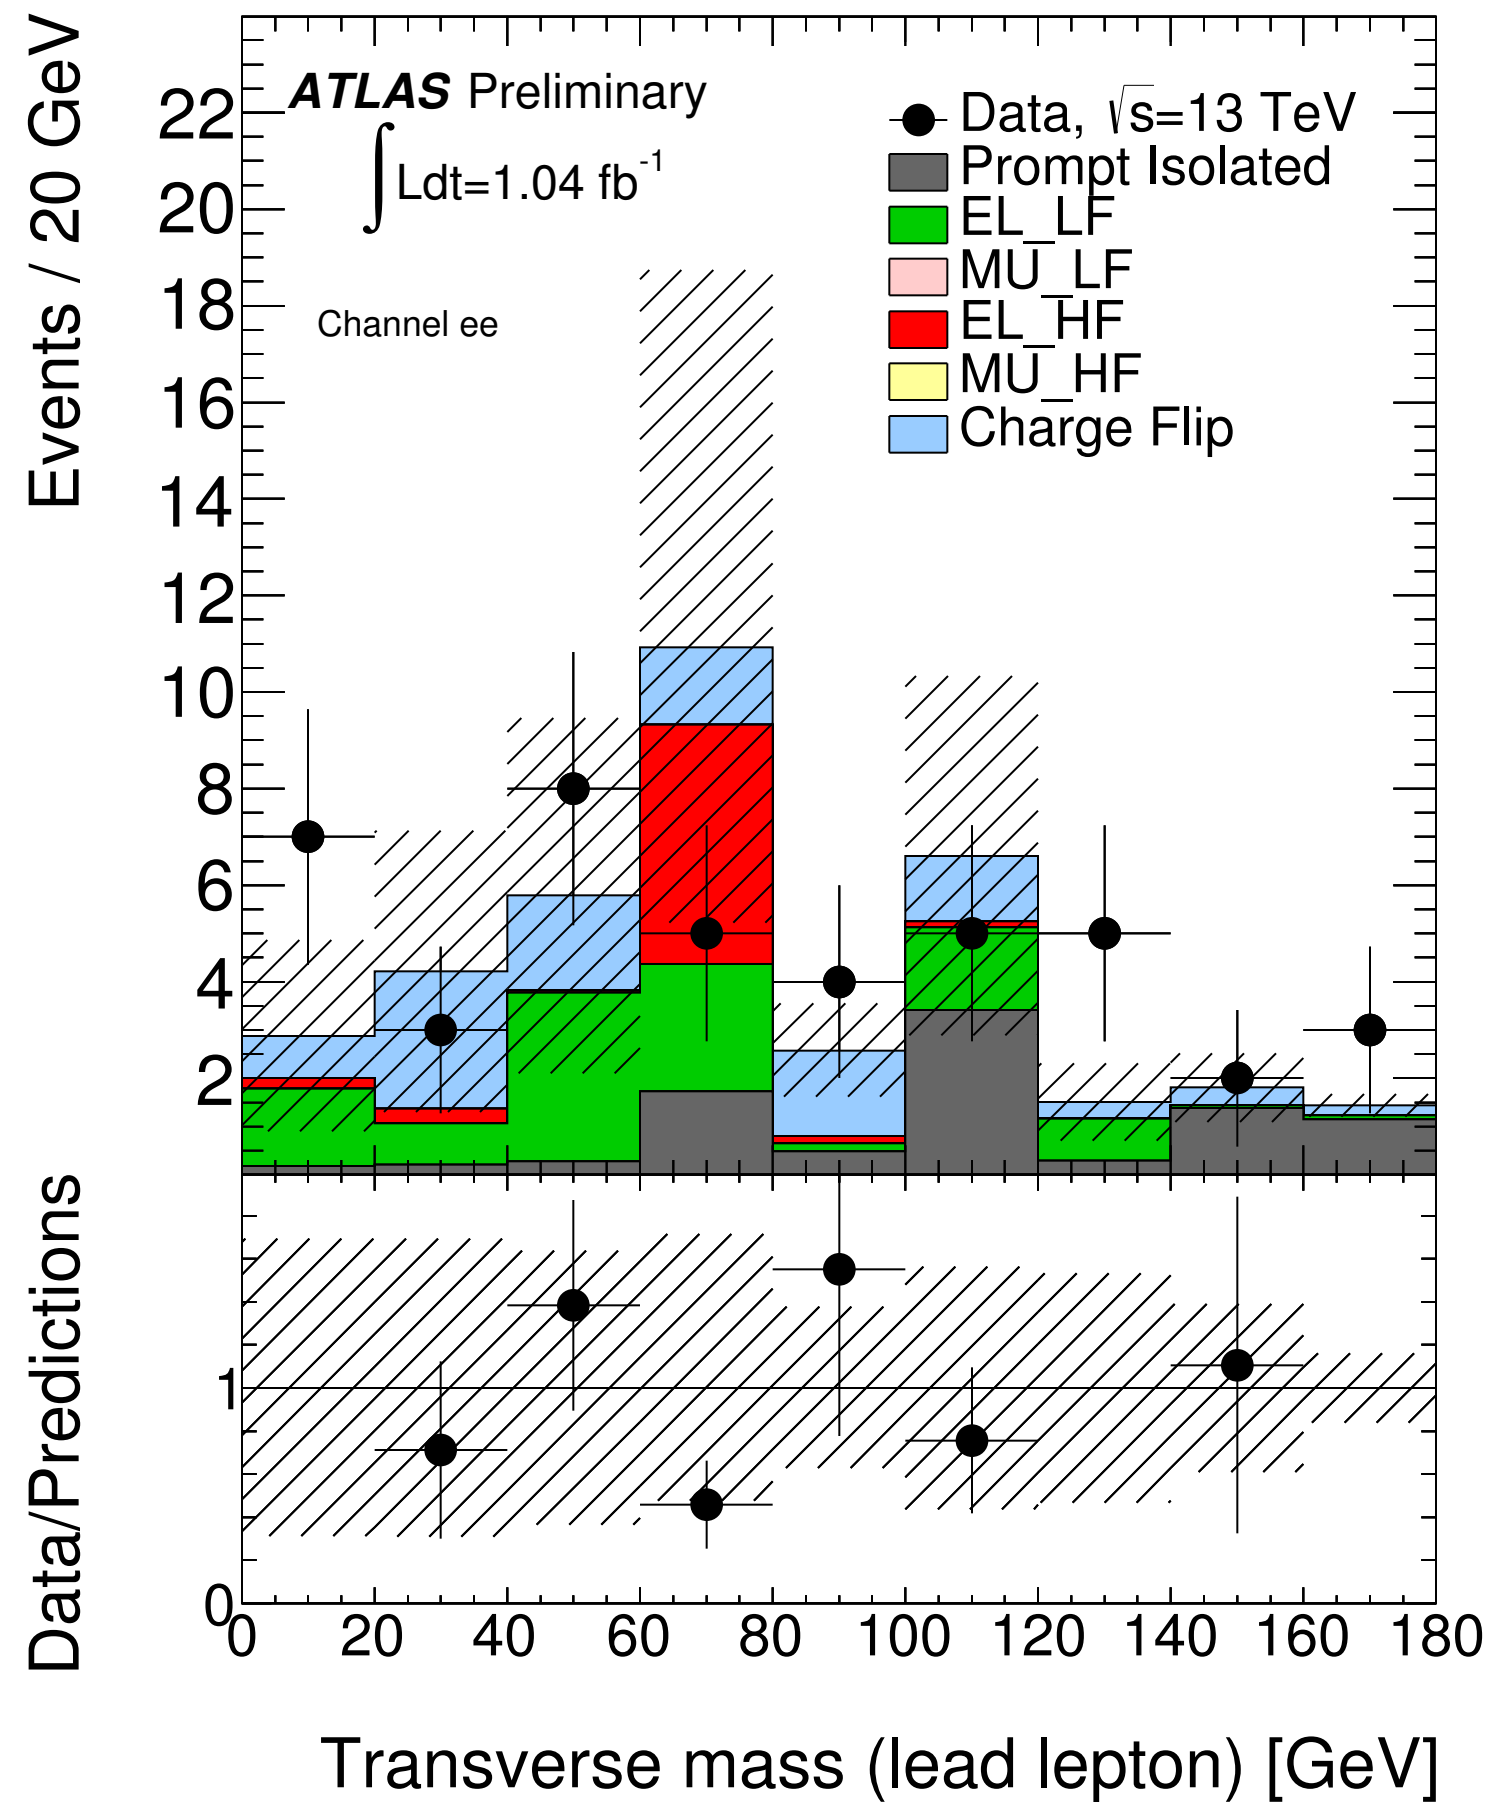 ATLAS Preliminary
∫Ldt=1.04 fb-1
Channel ee
Data, √s=13 TeV
Prompt Isolated
EL_LF
MU_LF
EL_HF
MU_HF
Charge Flip
Events / 20 GeV
22
20
18
16
14
12
10
8
6
4
2
Data/Predictions
1
0
0 20 40 60 80 100 120 140 160 180
Transverse mass (lead lepton) [GeV]